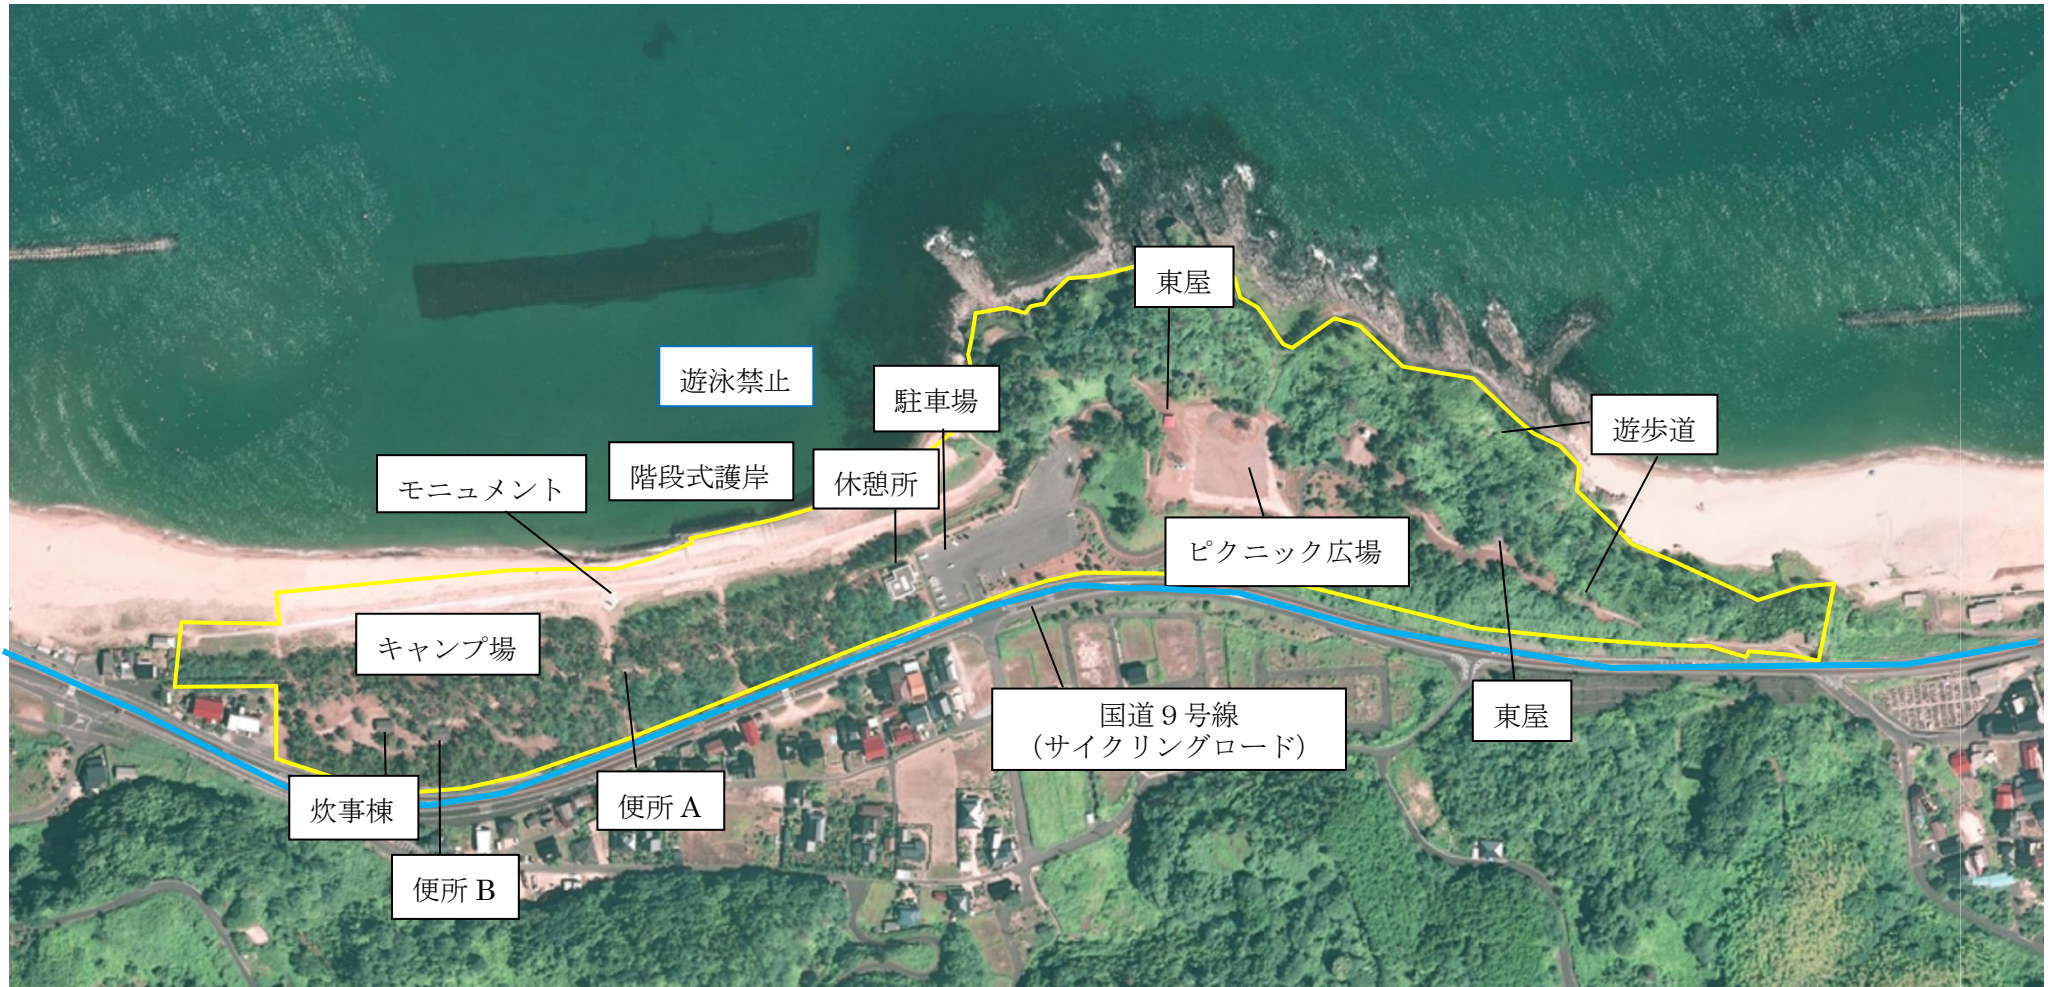 東屋
遊泳禁止
駐車場
遊歩道
モニュメント
階段式護岸
休憩所
ピクニック広場
キャンプ場
国道９号線
（サイクリングロード）
東屋
炊事棟
便所 A
便所 B